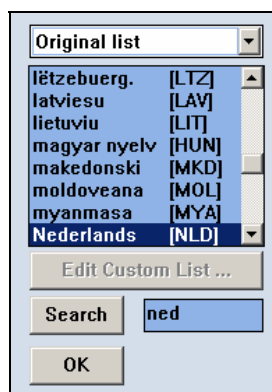 Original list
lëtzebuerg. [LTZ]
latviesu [LAV]
lietuviu [LIT]
magyar nyelv [HUN]
makedonski [MKD]
moldoveana [MOL]
myanmasa [MYA]
Nederlands [NLD]
Edit Custom List ...
Search ned
OK